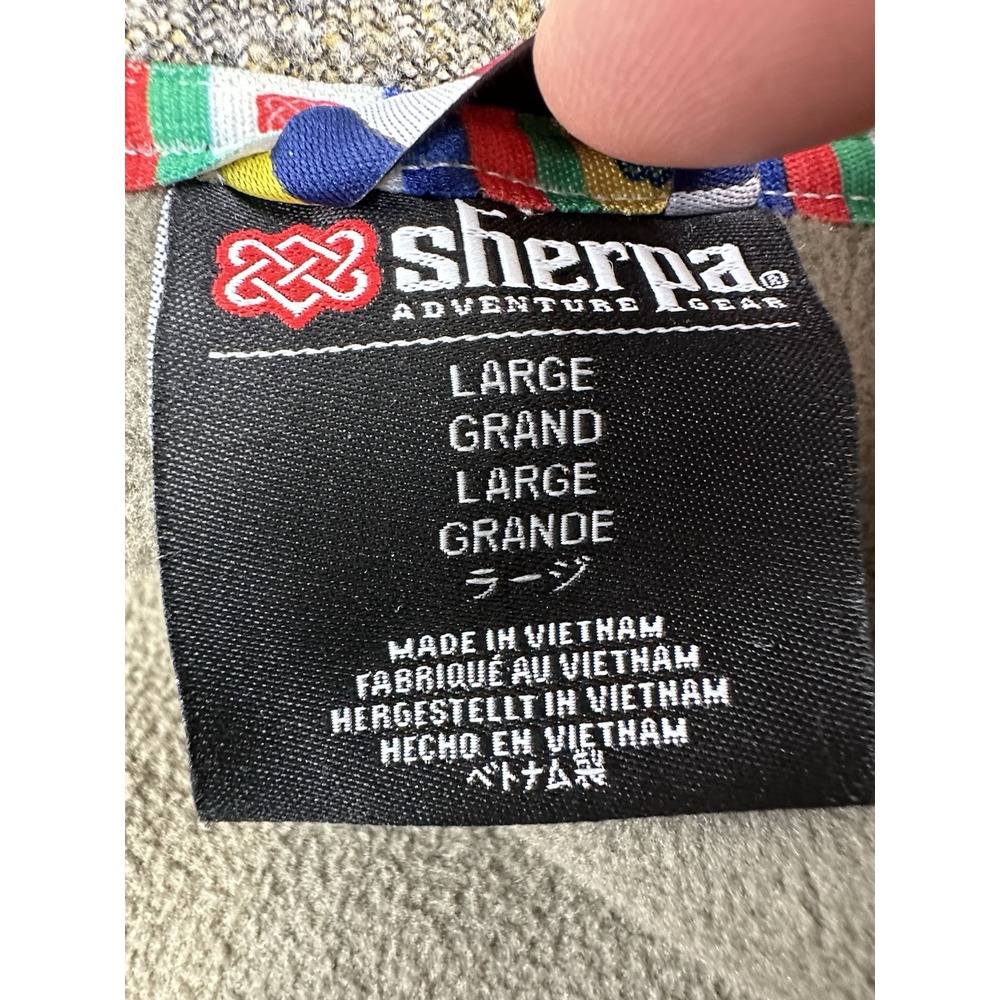 sherpa®
ADVENTURE GEAR
LARGE
GRAND
LARGE
GRANDE
ラージ
MADE IN VIETNAM
FABRIQUÉ AU VIETNAM
HERGESTELLT IN VIETNAM
HECHO EN VIETNAM
ベトナム製